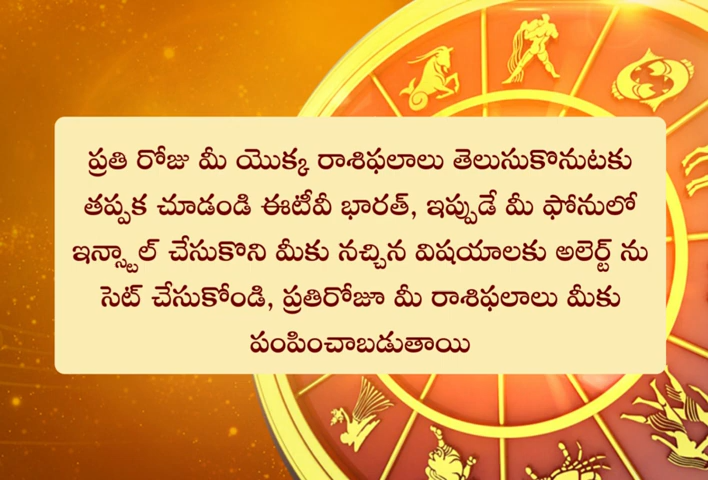 ప్రతి రోజు మీ యొక్క రాశిఫలాలు తెలుసుకొనుటకు
తప్పక చూడండి ఈటీవీ భారత్, ఇప్పుడే మీ ఫోనులో
ఇన్స్టాల్ చేసుకొని మీకు నచ్చిన విషయాలకు అలెర్ట్ ను
సెట్ చేసుకోండి, ప్రతిరోజూ మీ రాశిఫలాలు మీకు
పంపించాబడుతాయి